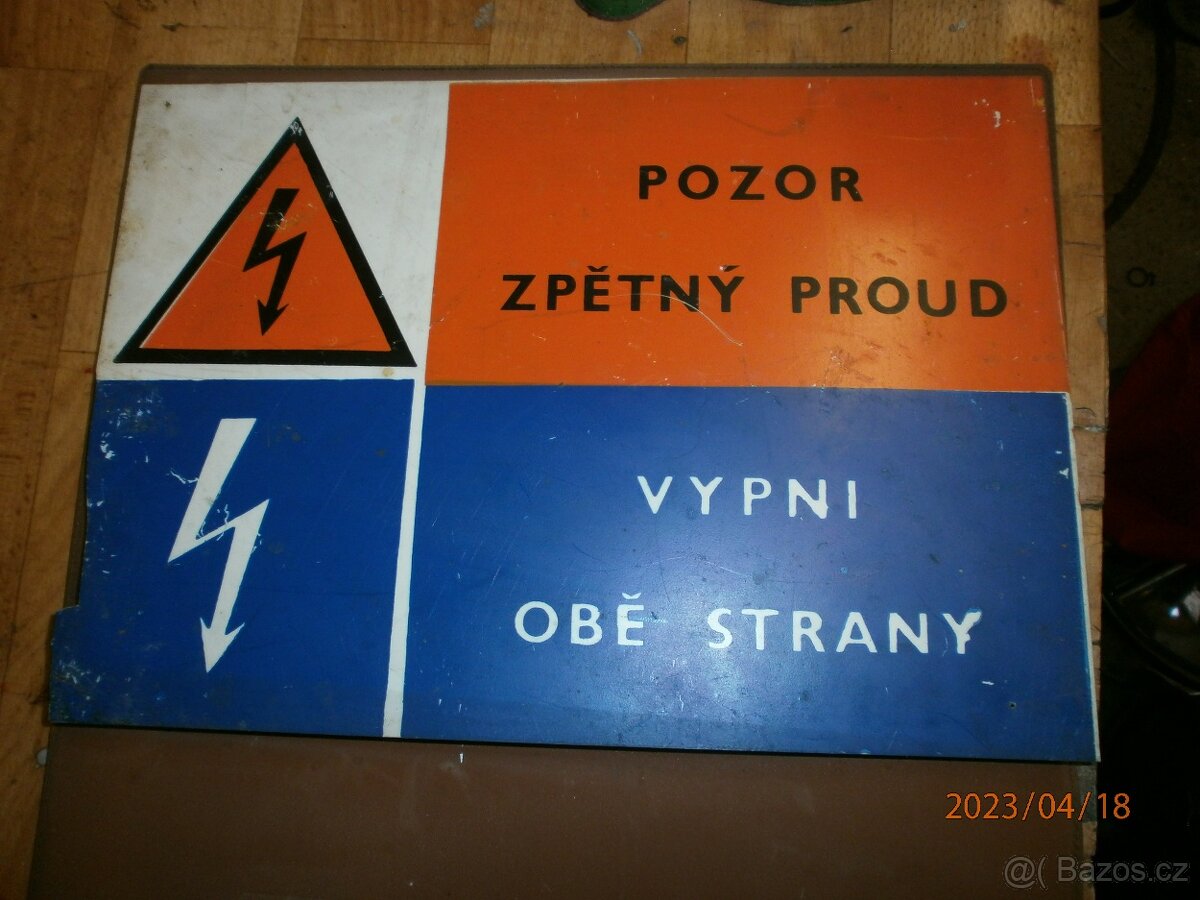 POZOR
ZPĚTNÝ PROUD
VYPNI
OBĚ STRANY
2023/04/18
@( Bazos.cz